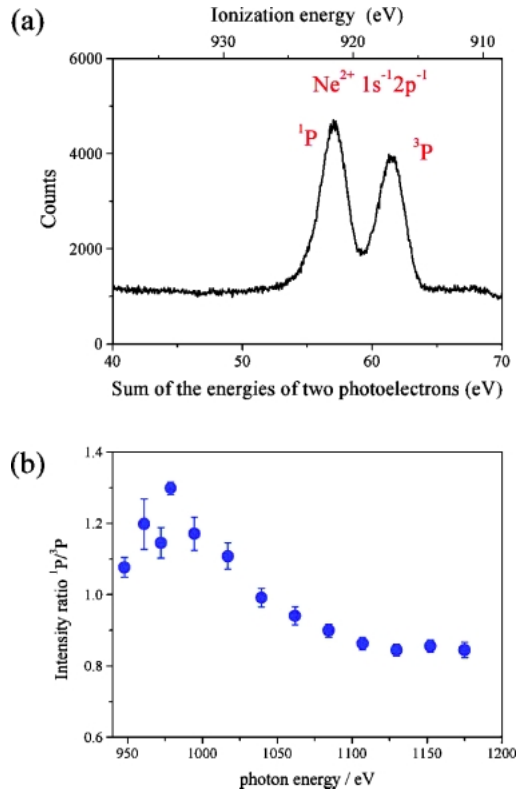 (a)
Ionization energy (eV)
930 920 910
6000
4000
2000
0
Counts
Ne²⁺ 1s⁻¹2p⁻¹
¹P
³P
40 50 60 70
Sum of the energies of two photoelectrons (eV)
(b)
1.4
1.2
1.0
0.8
0.6
Intensity ratio ¹P/³P
950 1000 1050 1100 1150 1200
photon energy / eV